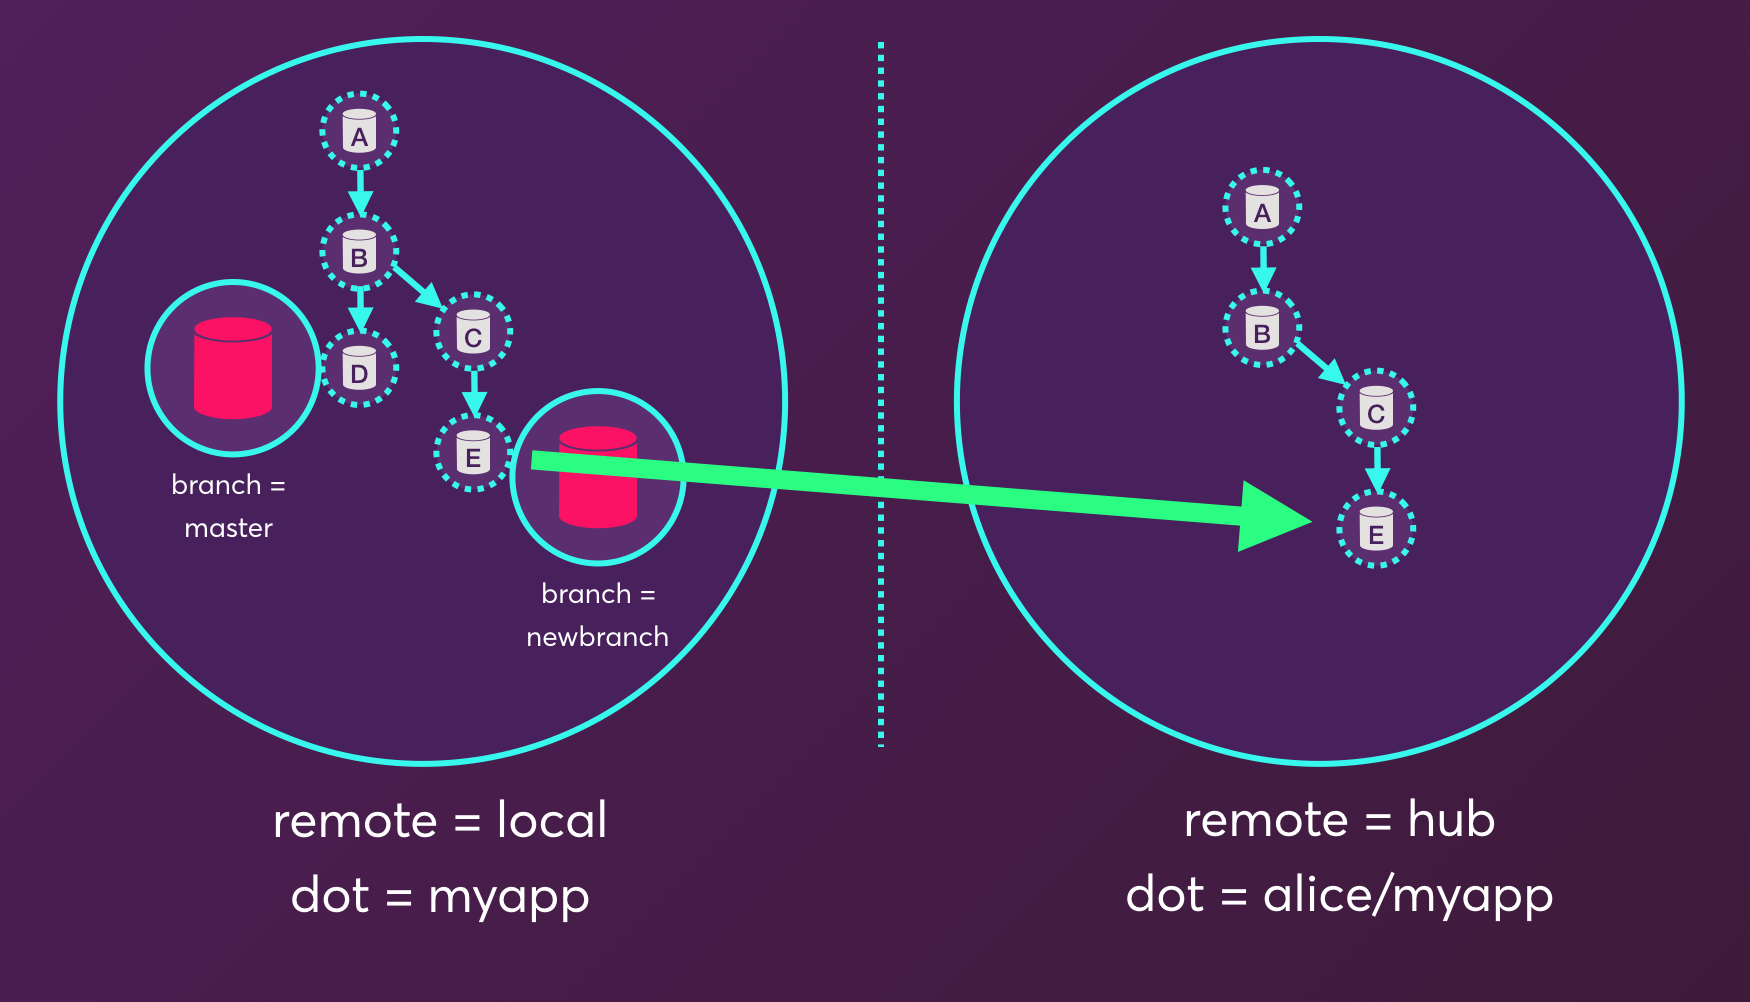 A
B
D
C
E
branch =
master
branch =
newbranch
remote = local
dot = myapp
A
B
C
E
remote = hub
dot = alice/myapp